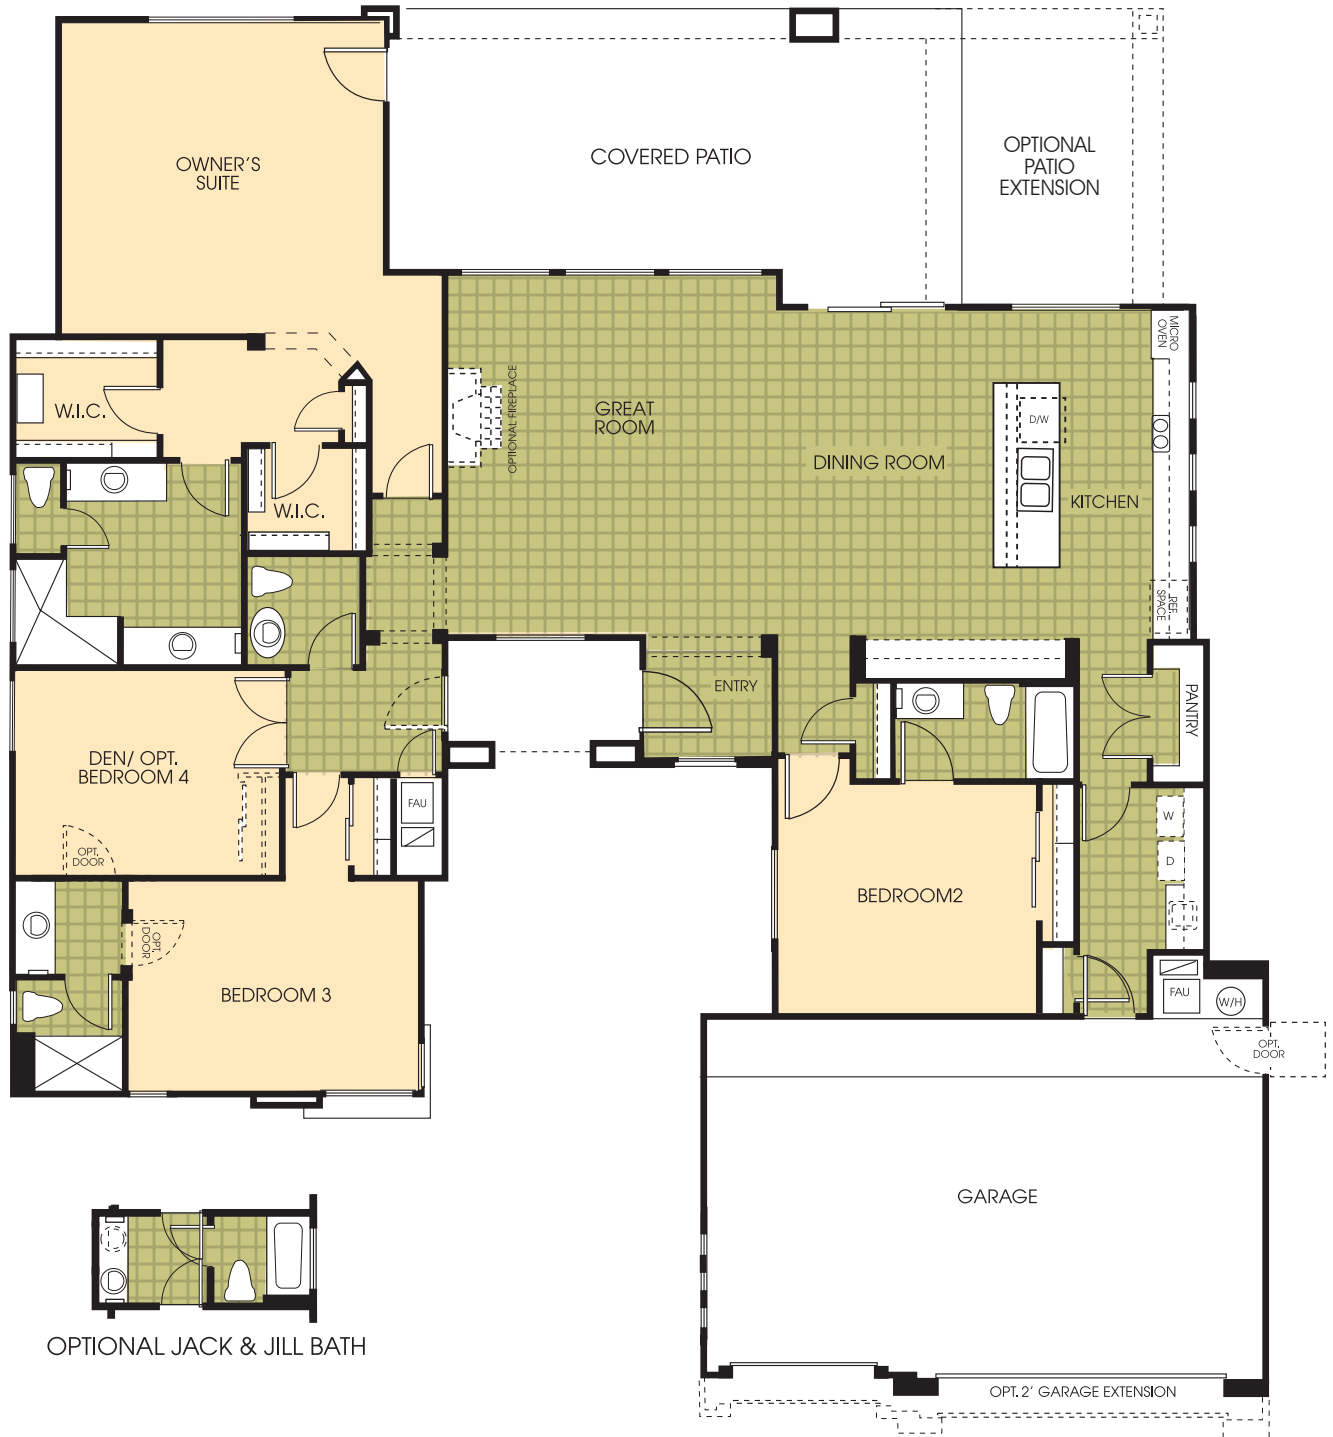 OWNER'S
SUITE
COVERED PATIO
OPTIONAL
PATIO
EXTENSION
MICRO
OVEN
W.I.C.
OPTIONAL FIREPLACE
GREAT
ROOM
D/W
DINING ROOM
KITCHEN
W.I.C.
REF.
SPACE
ENTRY
PANTRY
DEN/ OPT.
BEDROOM 4
FAU
W
OPT.
DOOR
D
BEDROOM2
OPT.
DOOR
BEDROOM 3
FAU
W/H
OPT.
DOOR
GARAGE
OPTIONAL JACK & JILL BATH
OPT. 2' GARAGE EXTENSION